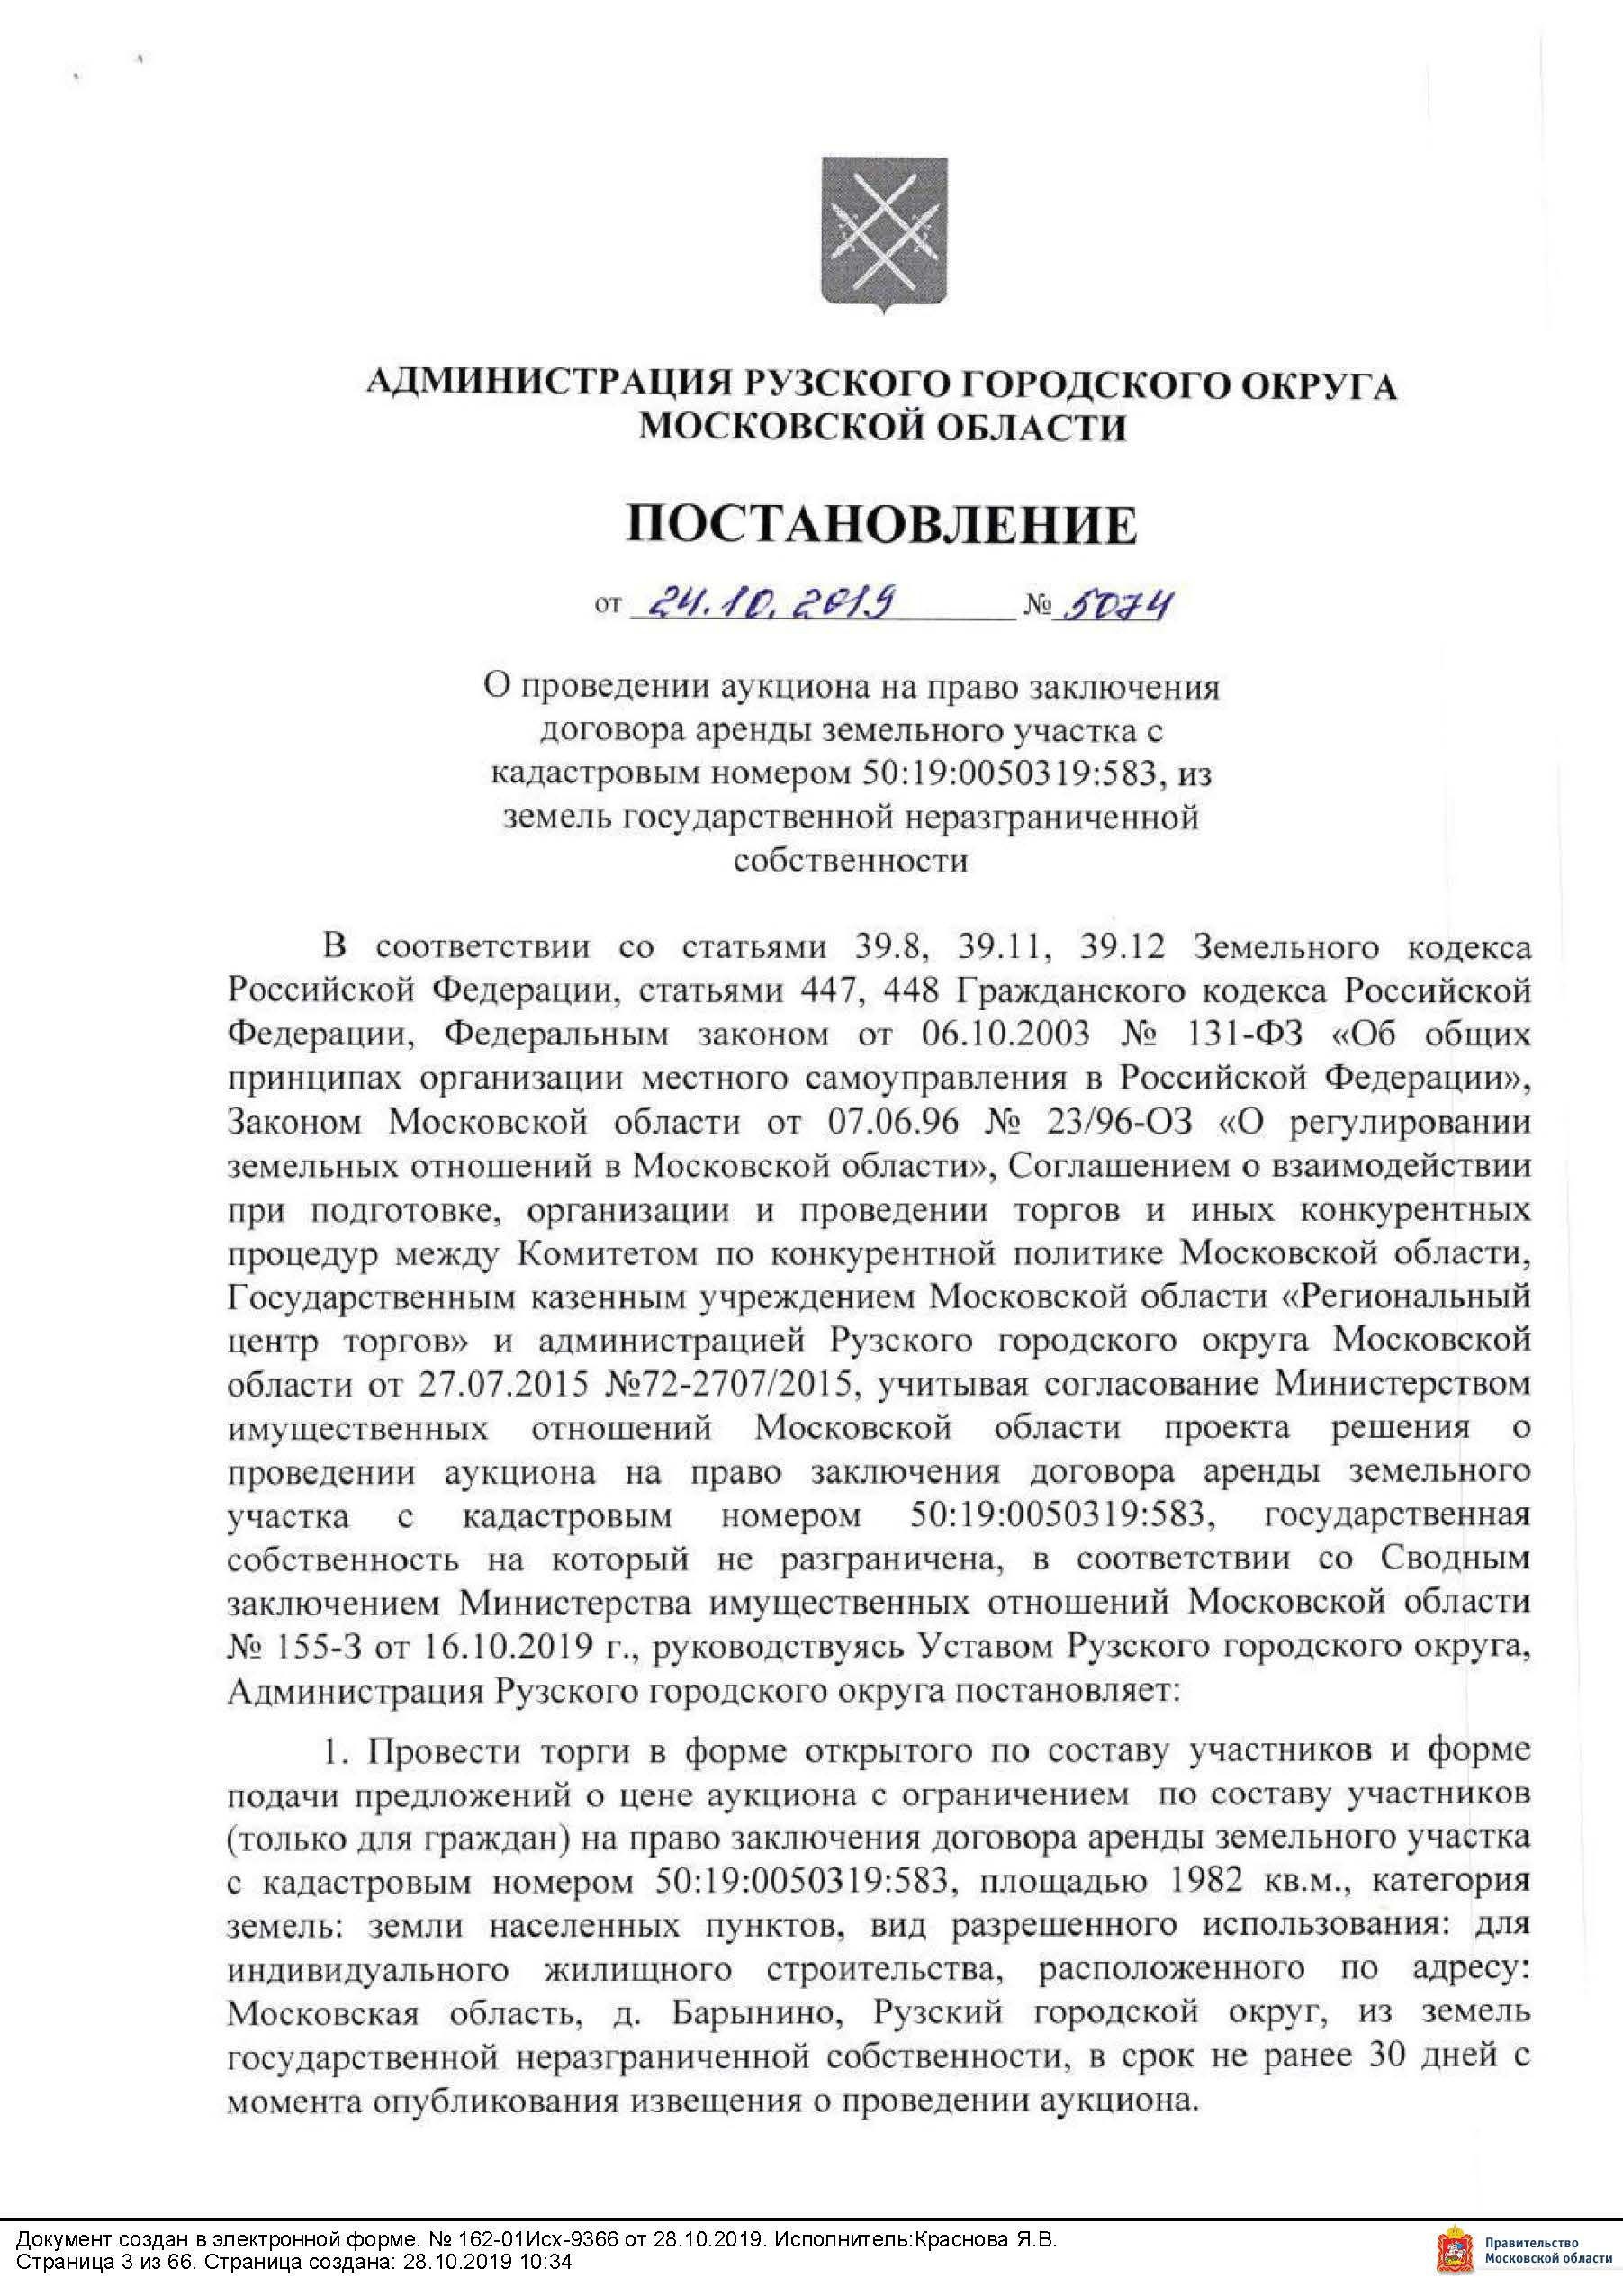 АДМИНИСТРАЦИЯ РУЗСКОГО ГОРОДСКОГО ОКРУГА
МОСКОВСКОЙ ОБЛАСТИ
ПОСТАНОВЛЕНИЕ
от 24.10.2019 № 5074
О проведении аукциона на право заключения
договора аренды земельного участка с
кадастровым номером 50:19:0050319:583, из
земель государственной неразграниченной
собственности
В соответствии со статьями 39.8, 39.11, 39.12 Земельного кодекса
Российской Федерации, статьями 447, 448 Гражданского кодекса Российской
Федерации, Федеральным законом от 06.10.2003 № 131-ФЗ «Об общих
принципах организации местного самоуправления в Российской Федерации»,
Законом Московской области от 07.06.96 № 23/96-ОЗ «О регулировании
земельных отношений в Московской области», Соглашением о взаимодействии
при подготовке, организации и проведении торгов и иных конкурентных
процедур между Комитетом по конкурентной политике Московской области,
Государственным казенным учреждением Московской области «Региональный
центр торгов» и администрацией Рузского городского округа Московской
области от 27.07.2015 №72-2707/2015, учитывая согласование Министерством
имущественных отношений Московской области проекта решения о
проведении аукциона на право заключения договора аренды земельного
участка с кадастровым номером 50:19:0050319:583, государственная
собственность на который не разграничена, в соответствии со Сводным
заключением Министерства имущественных отношений Московской области
№ 155-З от 16.10.2019 г., руководствуясь Уставом Рузского городского округа,
Администрация Рузского городского округа постановляет:
1. Провести торги в форме открытого по составу участников и форме
подачи предложений о цене аукциона с ограничением по составу участников
(только для граждан) на право заключения договора аренды земельного участка
с кадастровым номером 50:19:0050319:583, площадью 1982 кв.м., категория
земель: земли населенных пунктов, вид разрешенного использования: для
индивидуального жилищного строительства, расположенного по адресу:
Московская область, д. Барынино, Рузский городской округ, из земель
государственной неразграниченной собственности, в срок не ранее 30 дней с
момента опубликования извещения о проведении аукциона.
Документ создан в электронной форме. № 162-01Исх-9366 от 28.10.2019. Исполнитель:Краснова Я.В.
Страница 3 из 66. Страница создана: 28.10.2019 10:34
Правительство
Московской области